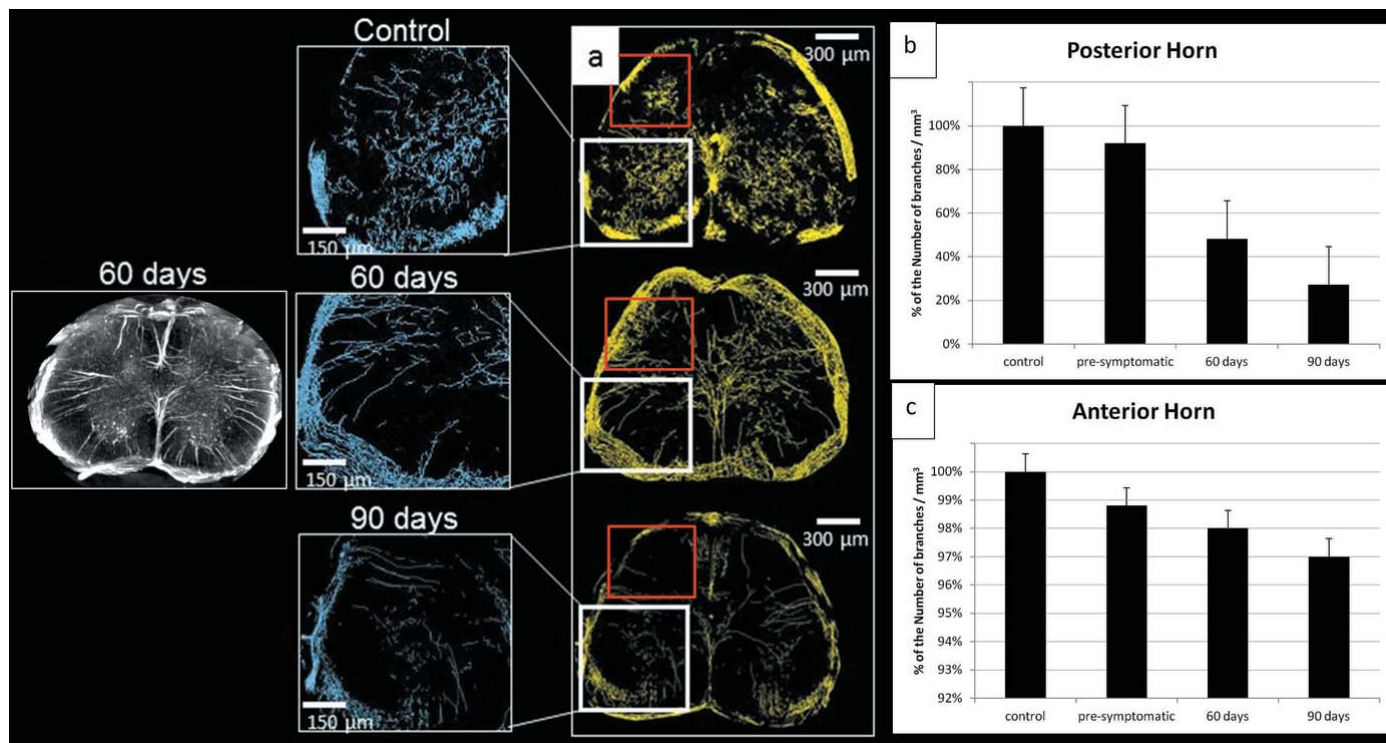 Control
150 µm
60 days
60 days
150 µm
90 days
150 µm
a
300 µm
300 µm
300 µm
b
Posterior Horn
% of the Number of branches / mm³
100%
80%
60%
40%
20%
0%
control pre-symptomatic 60 days 90 days
c
Anterior Horn
% of the Number of branches / mm³
100%
99%
98%
97%
96%
95%
94%
93%
92%
control pre-symptomatic 60 days 90 days